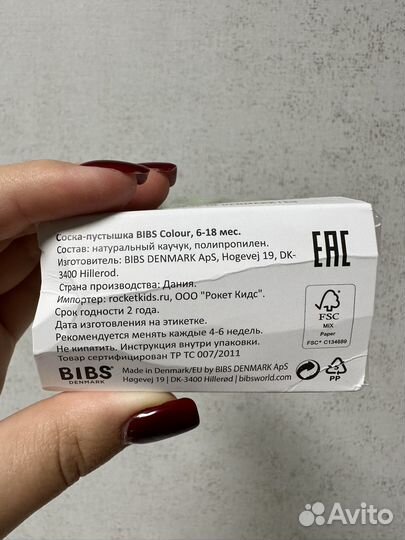 Соска-пустышка BIBS Colour, 6-18 мес.
Состав: натуральный каучук, полипропилен.
Изготовитель: BIBS DENMARK ApS, Hogevej 19, DK-
3400 Hillerod.
Страна производства: Дания.
Импортер: rocketkids.ru, ООО "Рокет Кидс".
Срок годности 2 года.
Дата изготовления на этикетке.
Рекомендуется менять каждые 4-6 недель.
Не кипятить. Инструкция внутри упаковки.
Товар сертифицирован ТР ТС 007/2011
EAC
FSC
MIX
Paper
FSC® C134689
BIBS®
DENMARK
Made in Denmark/EU by BIBS DENMARK ApS
Høgevej 19 | DK-3400 Hillerød | bibsworld.com
5
PP
Avito